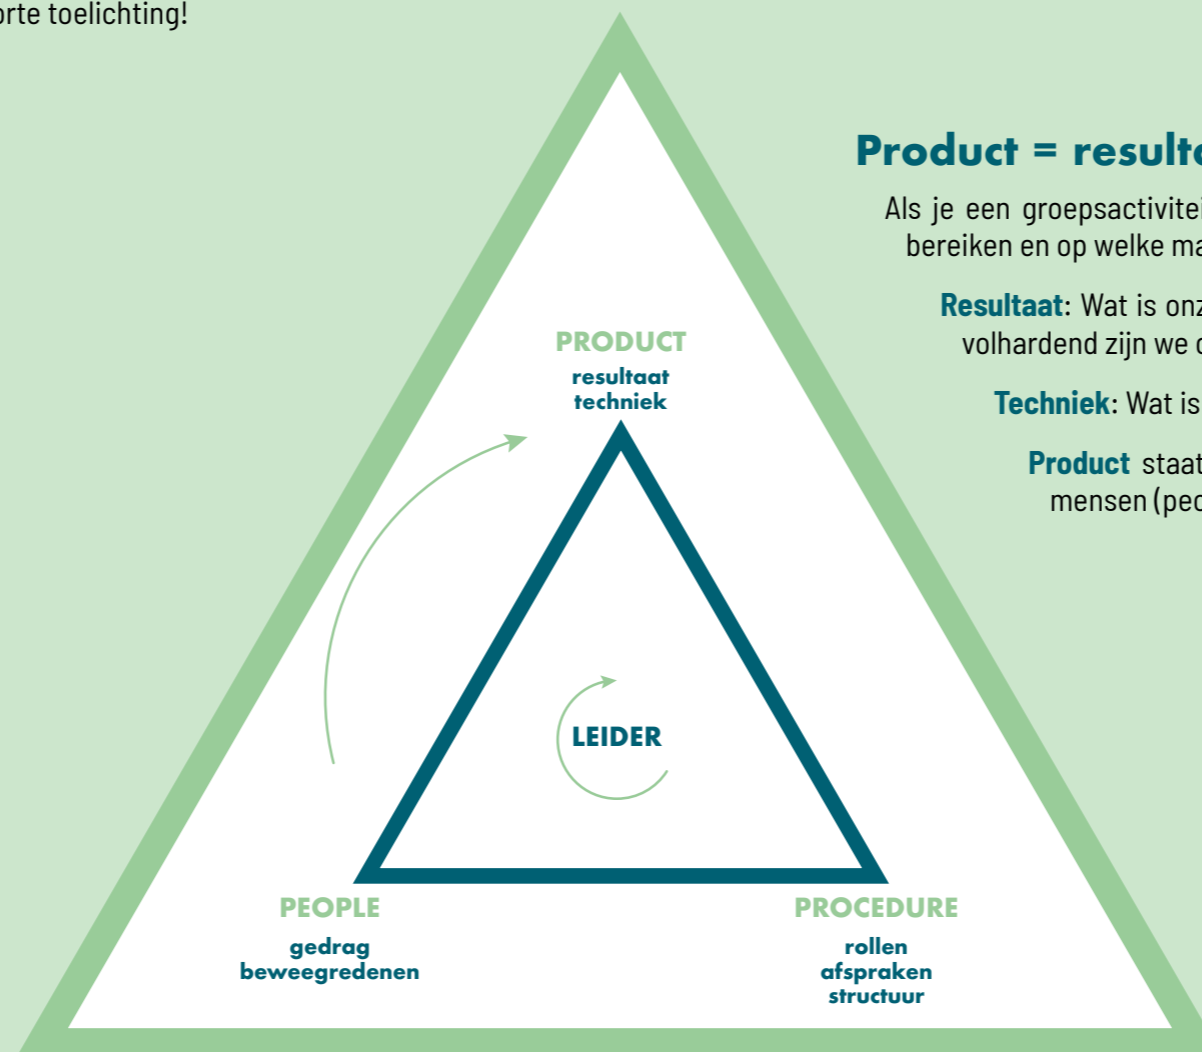 orte toelichting!
Product = resulta
Als je een groepsactivitei
bereiken en op welke ma
Resultaat: Wat is onz
volhardend zijn we o
Techniek: Wat is
Product staat
mensen (peo
PRODUCT
resultaat
techniek
LEIDER
PEOPLE
gedrag
beweegredenen
PROCEDURE
rollen
afspraken
structuur